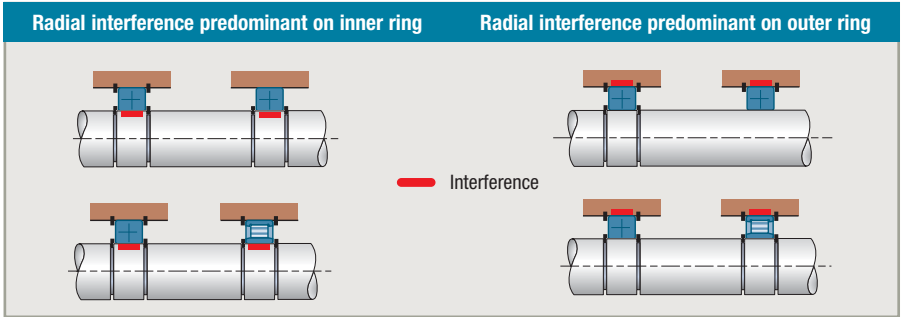 Radial interference predominant on inner ring
Radial interference predominant on outer ring
Interference